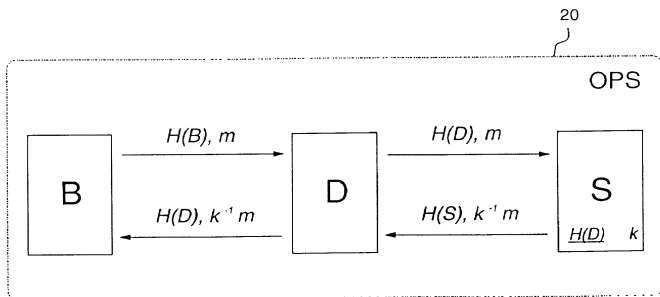 20
OPS
H(B), m
H(D), m
B
D
S
H(D), k⁻¹ m
H(S), k⁻¹ m
H(D) k